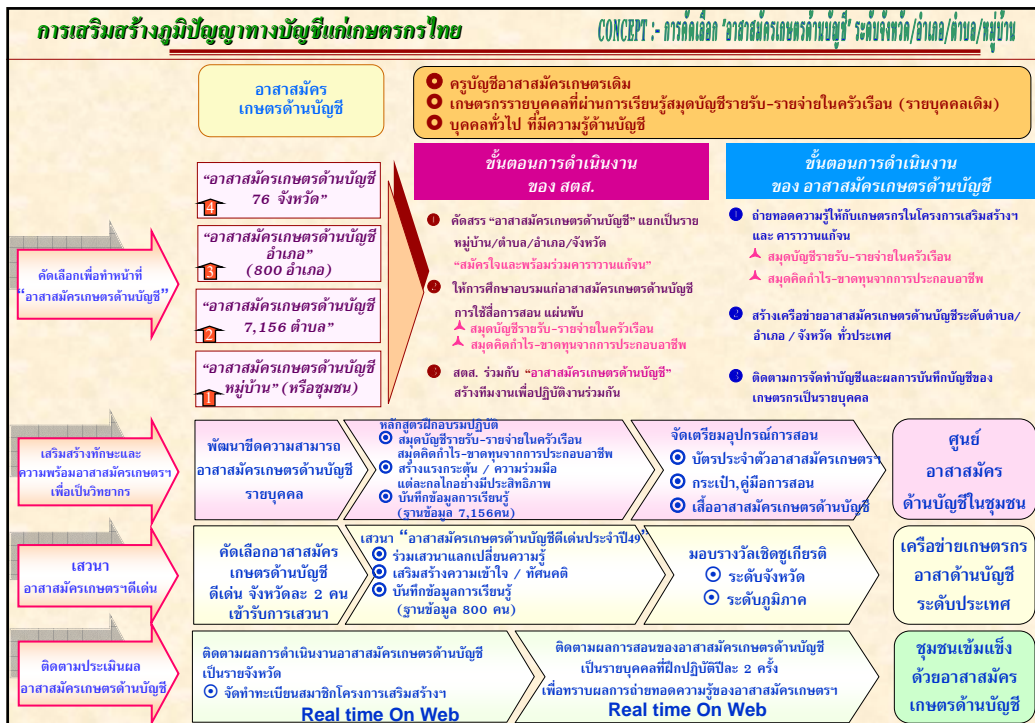 การเสริมสร้างภูมิปัญญาทางบัญชีแก่เกษตรกรไทย
CONCEPT :- การคัดเลือก "อาสาสมัครเกษตรด้านบัญชี" ระดับจังหวัด/อำเภอ/ตำบล/หมู่บ้าน
อาสาสมัคร
เกษตรด้านบัญชี
ครูบัญชีอาสาสมัครเกษตรเดิม
เกษตรกรรายบุคคลที่ผ่านการเรียนรู้สมุดบัญชีรายรับ-รายจ่ายในครัวเรือน (รายบุคคลเดิม)
บุคคลทั่วไป ที่มีความรู้ด้านบัญชี
คัดเลือกเพื่อทำหน้าที่
"อาสาสมัครเกษตรด้านบัญชี"
"อาสาสมัครเกษตรด้านบัญชี
76 จังหวัด"
4
"อาสาสมัครเกษตรด้านบัญชี
อำเภอ"
(800 อำเภอ)
3
"อาสาสมัครเกษตรด้านบัญชี
7,156 ตำบล"
2
"อาสาสมัครเกษตรด้านบัญชี
หมู่บ้าน" (หรือชุมชน)
1
ขั้นตอนการดำเนินงาน
ของ สตส.
❶ คัดสรร "อาสาสมัครเกษตรด้านบัญชี" แยกเป็นราย
หมู่บ้าน/ตำบล/อำเภอ/จังหวัด
"สมัครใจและพร้อมร่วมคาราวานแก้จน"
❷ ให้การศึกษาอบรมแก่อาสาสมัครเกษตรด้านบัญชี
การใช้สื่อการสอน แผ่นพับ
สมุดบัญชีรายรับ-รายจ่ายในครัวเรือน
สมุดคิดกำไร-ขาดทุนจากการประกอบอาชีพ
❸ สตส. ร่วมกับ "อาสาสมัครเกษตรด้านบัญชี"
สร้างทีมงานเพื่อปฏิบัติงานร่วมกัน
ขั้นตอนการดำเนินงาน
ของ อาสาสมัครเกษตรด้านบัญชี
❶ ถ่ายทอดความรู้ให้กับเกษตรกรในโครงการเสริมสร้างฯ
และ คาราวานแก้จน
สมุดบัญชีรายรับ-รายจ่ายในครัวเรือน
สมุดคิดกำไร-ขาดทุนจากการประกอบอาชีพ
❷ สร้างเครือข่ายอาสาสมัครเกษตรด้านบัญชีระดับตำบล/
อำเภอ / จังหวัด ทั่วประเทศ
❸ ติดตามการจัดทำบัญชีและผลการบันทึกบัญชีของ
เกษตรกรเป็นรายบุคคล
เสริมสร้างทักษะและ
ความพร้อมอาสาสมัครเกษตรฯ
เพื่อเป็นวิทยากร
พัฒนาขีดความสามารถ
อาสาสมัครเกษตรด้านบัญชี
รายบุคคล
หลักสูตรฝึกอบรมปฏิบัติ
สมุดบัญชีรายรับ-รายจ่ายในครัวเรือน
สมุดคิดกำไร-ขาดทุนจากการประกอบอาชีพ
สร้างแรงกระตุ้น / ความร่วมมือ
แต่ละกลไกอย่างมีประสิทธิภาพ
บันทึกข้อมูลการเรียนรู้
(ฐานข้อมูล 7,156คน)
จัดเตรียมอุปกรณ์การสอน
บัตรประจำตัวอาสาสมัครเกษตรฯ
กระเป๋า,คู่มือการสอน
เสื้ออาสาสมัครเกษตรด้านบัญชี
ศูนย์
อาสาสมัคร
ด้านบัญชีในชุมชน
เสวนา
อาสาสมัครเกษตรฯดีเด่น
คัดเลือกอาสาสมัคร
เกษตรด้านบัญชี
ดีเด่น จังหวัดละ 2 คน
เข้ารับการเสวนา
เสวนา "อาสาสมัครเกษตรด้านบัญชีดีเด่นประจำปี49"
ร่วมเสวนาแลกเปลี่ยนความรู้
เสริมสร้างความเข้าใจ / ทัศนคติ
บันทึกข้อมูลการเรียนรู้
(ฐานข้อมูล 800 คน)
มอบรางวัลเชิดชูเกียรติ
ระดับจังหวัด
ระดับภูมิภาค
เครือข่ายเกษตรกร
อาสาด้านบัญชี
ระดับประเทศ
ติดตามประเมินผล
อาสาสมัครเกษตรด้านบัญชี
ติดตามผลการดำเนินงานอาสาสมัครเกษตรด้านบัญชี
เป็นรายจังหวัด
จัดทำทะเบียนสมาชิกโครงการเสริมสร้างฯ
Real time On Web
ติดตามผลการสอนของอาสาสมัครเกษตรด้านบัญชี
เป็นรายบุคคลที่ฝึกปฏิบัติปีละ 2 ครั้ง
เพื่อทราบผลการถ่ายทอดความรู้ของอาสาสมัครเกษตรฯ
Real time On Web
ชุมชนเข้มแข็ง
ด้วยอาสาสมัคร
เกษตรด้านบัญชี